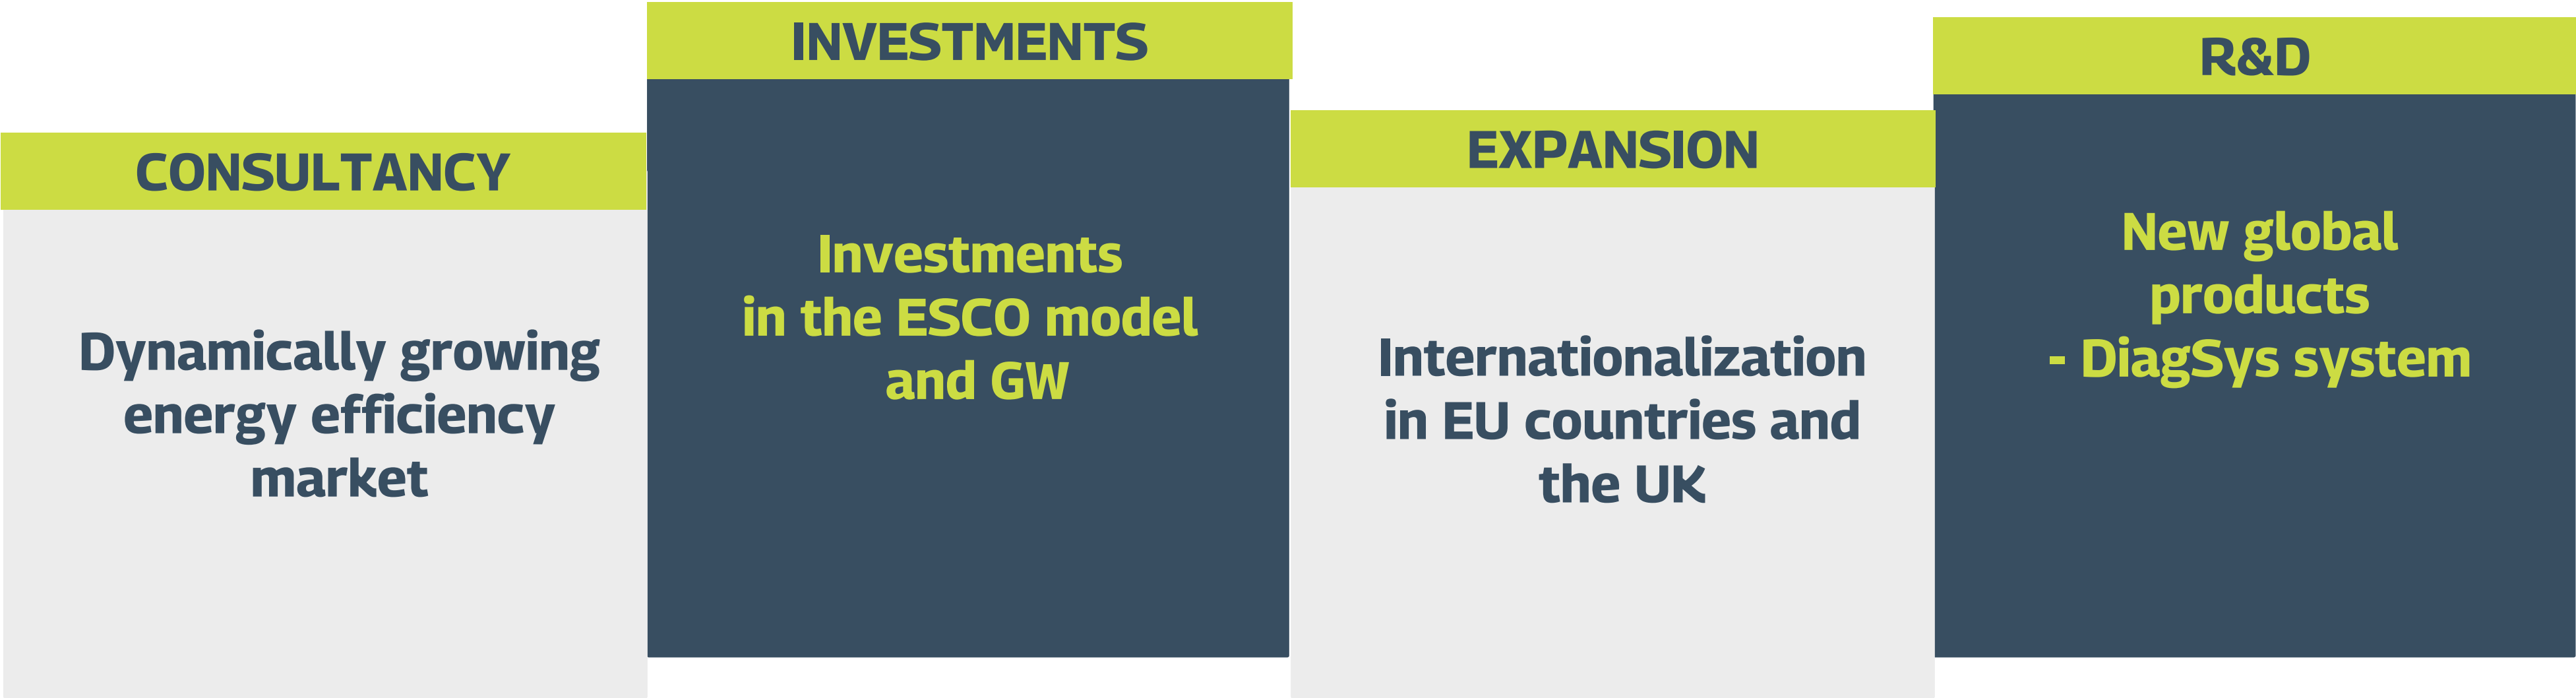 CONSULTANCY
Dynamically growing
energy efficiency
market
INVESTMENTS
Investments
in the ESCO model
and GW
EXPANSION
Internationalization
in EU countries and
the UK
R&D
New global
products
- DiagSys system